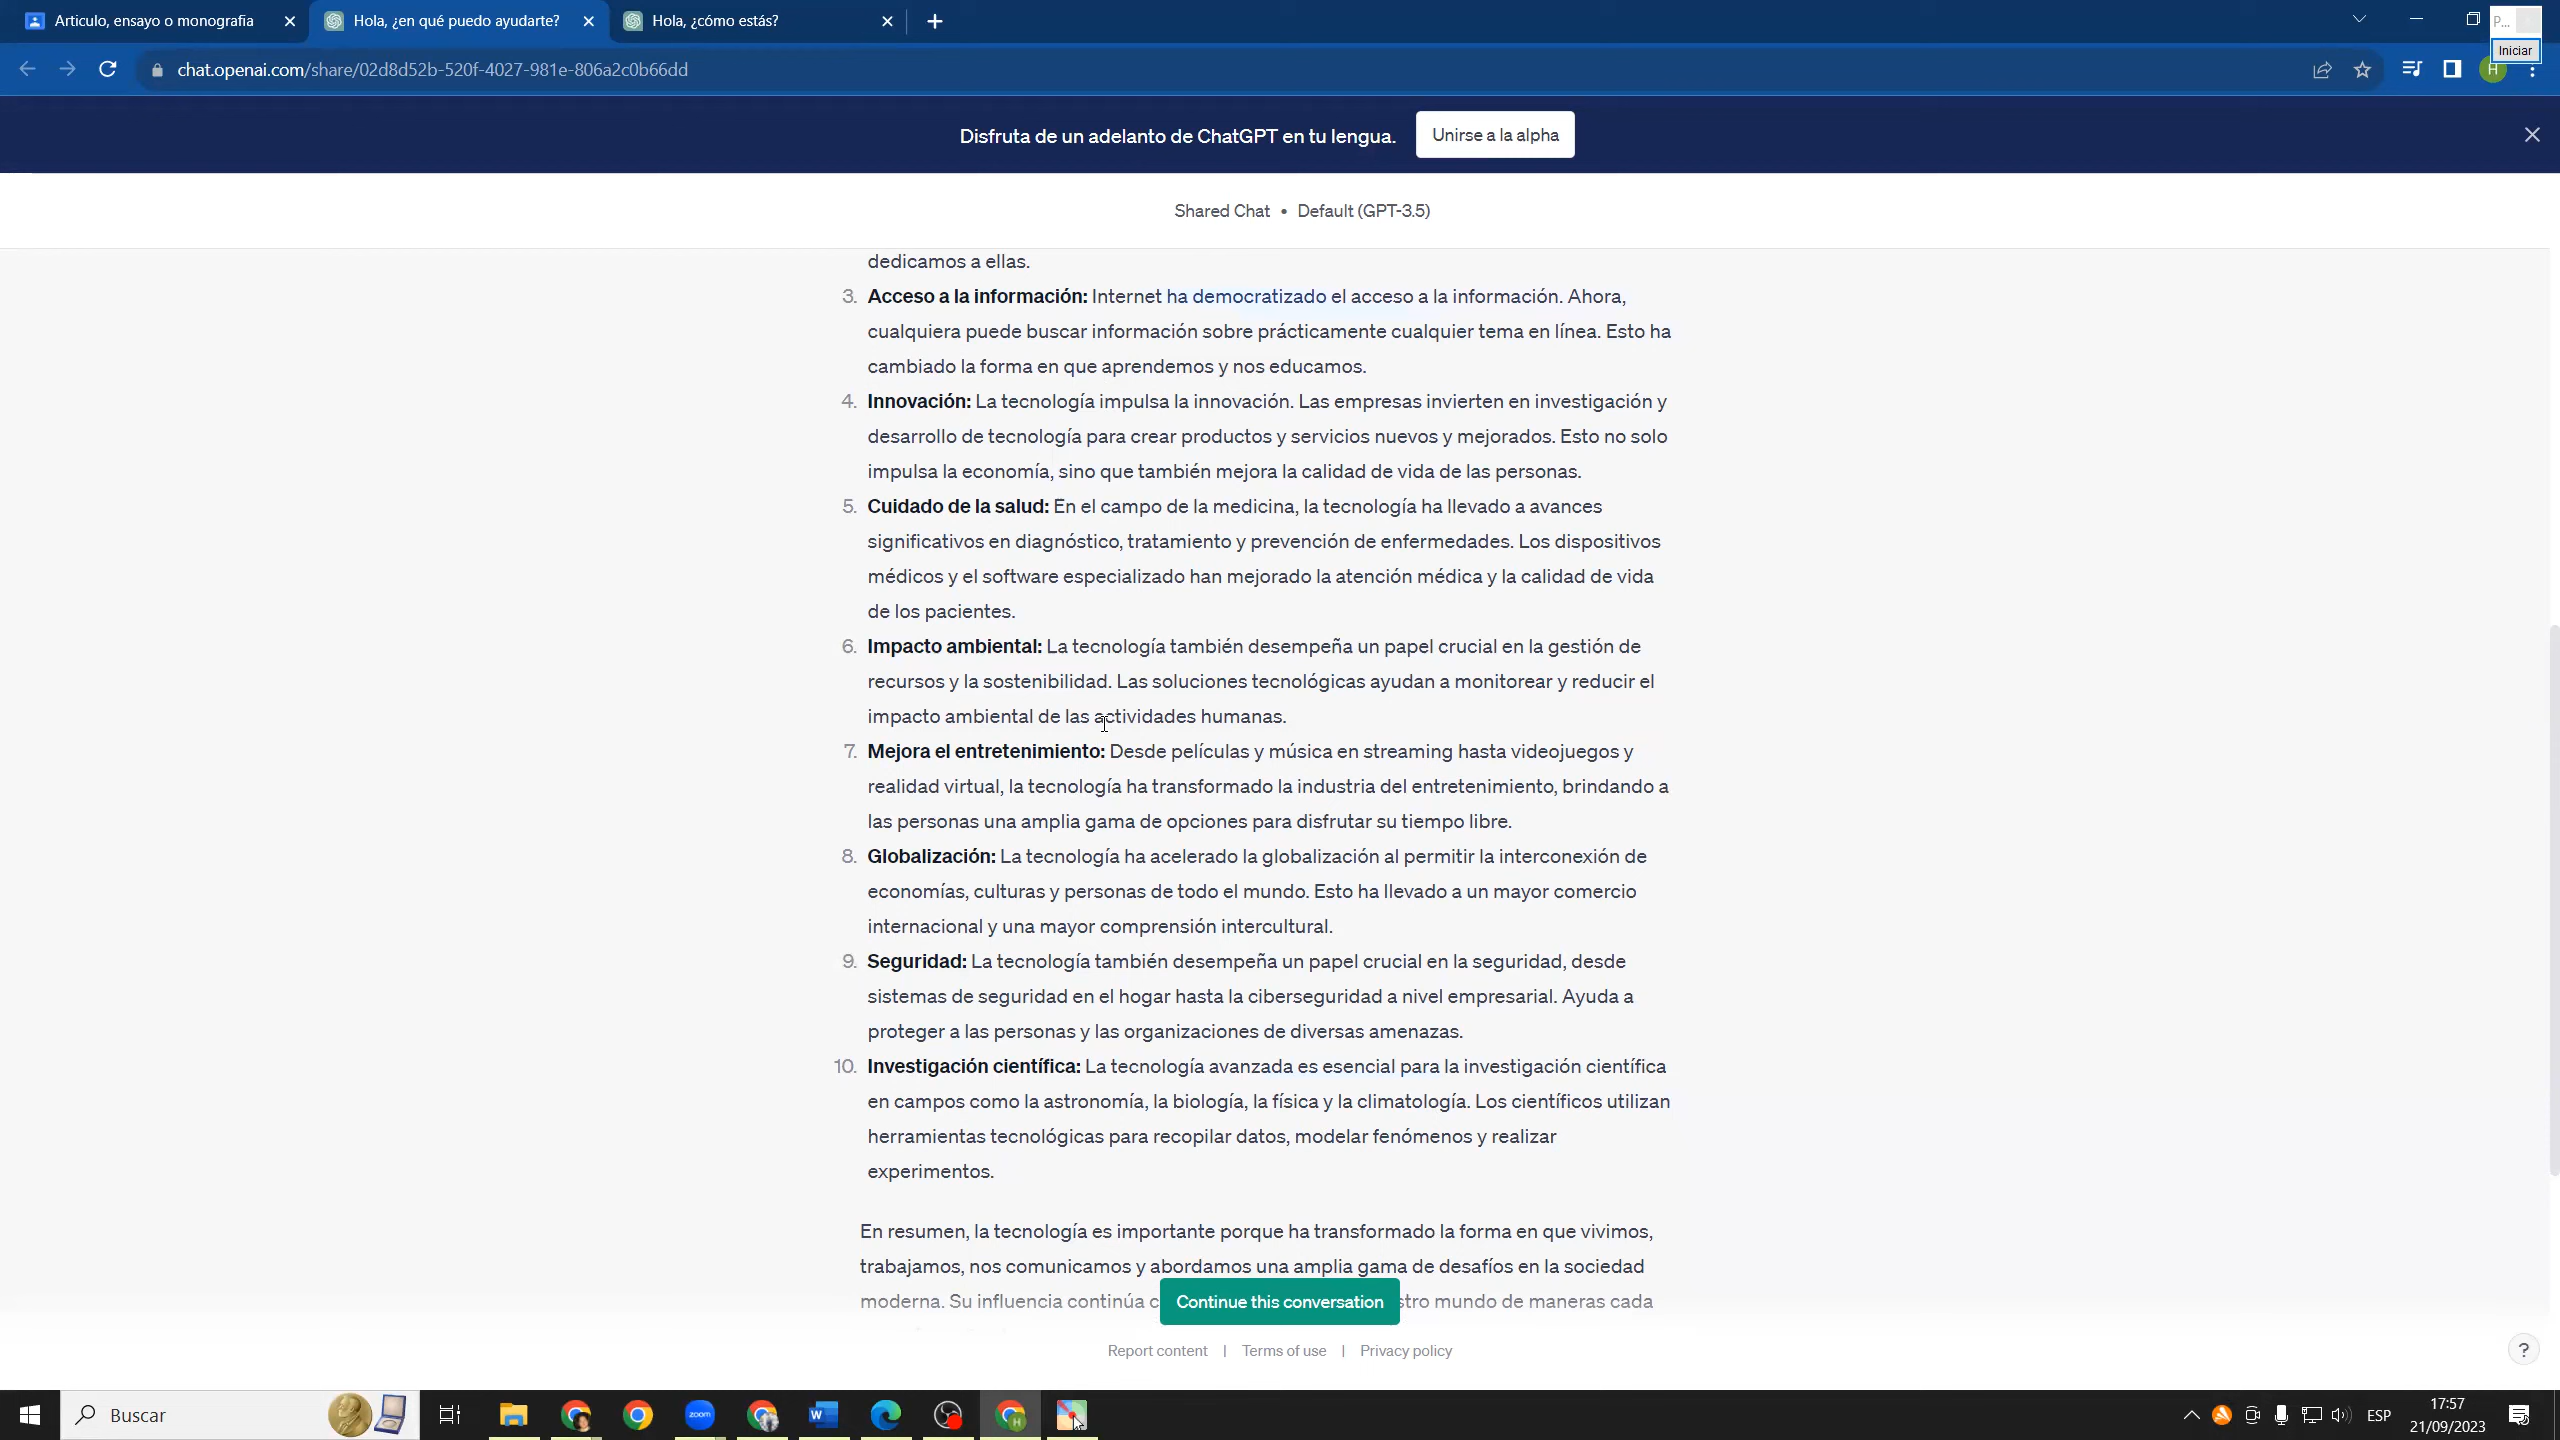 Articulo, ensayo o monografia
Hola, ¿en qué puedo ayudarte?
Hola, ¿cómo estás?
P...
Iniciar
chat.openai.com/share/02d8d52b-520f-4027-981e-806a2c0b66dd
H
Disfruta de un adelanto de ChatGPT en tu lengua.
Unirse a la alpha
Shared Chat • Default (GPT-3.5)
dedicamos a ellas.
3. Acceso a la información: Internet ha democratizado el acceso a la información. Ahora,
cualquiera puede buscar información sobre prácticamente cualquier tema en línea. Esto ha
cambiado la forma en que aprendemos y nos educamos.
4. Innovación: La tecnología impulsa la innovación. Las empresas invierten en investigación y
desarrollo de tecnología para crear productos y servicios nuevos y mejorados. Esto no solo
impulsa la economía, sino que también mejora la calidad de vida de las personas.
5. Cuidado de la salud: En el campo de la medicina, la tecnología ha llevado a avances
significativos en diagnóstico, tratamiento y prevención de enfermedades. Los dispositivos
médicos y el software especializado han mejorado la atención médica y la calidad de vida
de los pacientes.
6. Impacto ambiental: La tecnología también desempeña un papel crucial en la gestión de
recursos y la sostenibilidad. Las soluciones tecnológicas ayudan a monitorear y reducir el
impacto ambiental de las actividades humanas.
7. Mejora el entretenimiento: Desde películas y música en streaming hasta videojuegos y
realidad virtual, la tecnología ha transformado la industria del entretenimiento, brindando a
las personas una amplia gama de opciones para disfrutar su tiempo libre.
8. Globalización: La tecnología ha acelerado la globalización al permitir la interconexión de
economías, culturas y personas de todo el mundo. Esto ha llevado a un mayor comercio
internacional y una mayor comprensión intercultural.
9. Seguridad: La tecnología también desempeña un papel crucial en la seguridad, desde
sistemas de seguridad en el hogar hasta la ciberseguridad a nivel empresarial. Ayuda a
proteger a las personas y las organizaciones de diversas amenazas.
10. Investigación científica: La tecnología avanzada es esencial para la investigación científica
en campos como la astronomía, la biología, la física y la climatología. Los científicos utilizan
herramientas tecnológicas para recopilar datos, modelar fenómenos y realizar
experimentos.
En resumen, la tecnología es importante porque ha transformado la forma en que vivimos,
trabajamos, nos comunicamos y abordamos una amplia gama de desafíos en la sociedad
moderna. Su influencia continúa c
Continue this conversation
stro mundo de maneras cada
Report content | Terms of use | Privacy policy
?
Buscar
zoom
W
H
ESP
17:57
21/09/2023